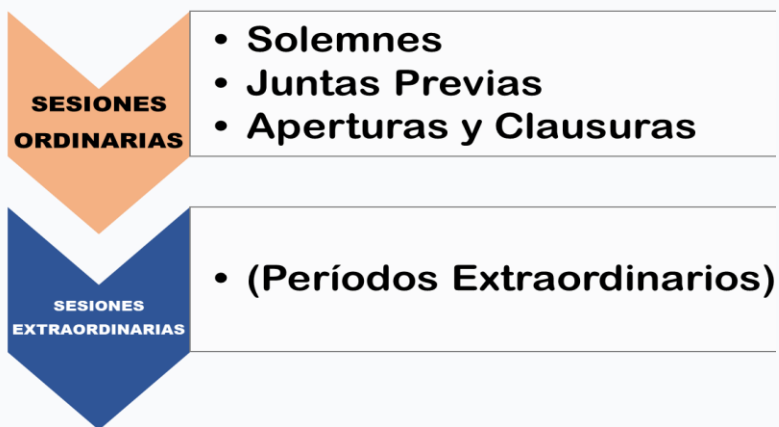 SESIONES
ORDINARIAS
• Solemnes
• Juntas Previas
• Aperturas y Clausuras
SESIONES
EXTRAORDINARIAS
• (Períodos Extraordinarios)